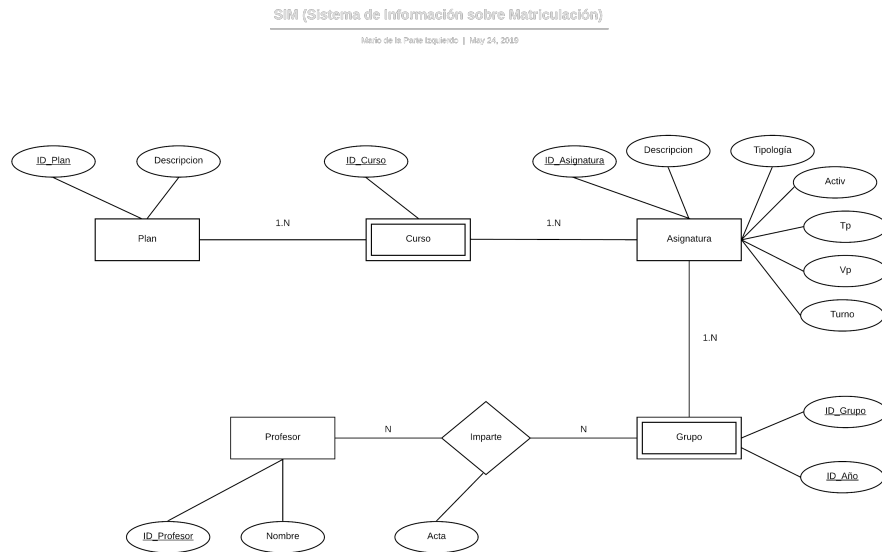 SIM (Sistema de Información sobre Matriculación)
Mario de la Parte Izquierdo | May 24, 2019
ID_Plan
Descripcion
ID_Curso
ID_Asignatura
Descripcion
Tipología
Activ
Tp
Vp
Turno
Plan
1.N
Curso
1.N
Asignatura
1.N
Profesor
N
Imparte
N
Grupo
ID_Grupo
ID_Año
ID_Profesor
Nombre
Acta